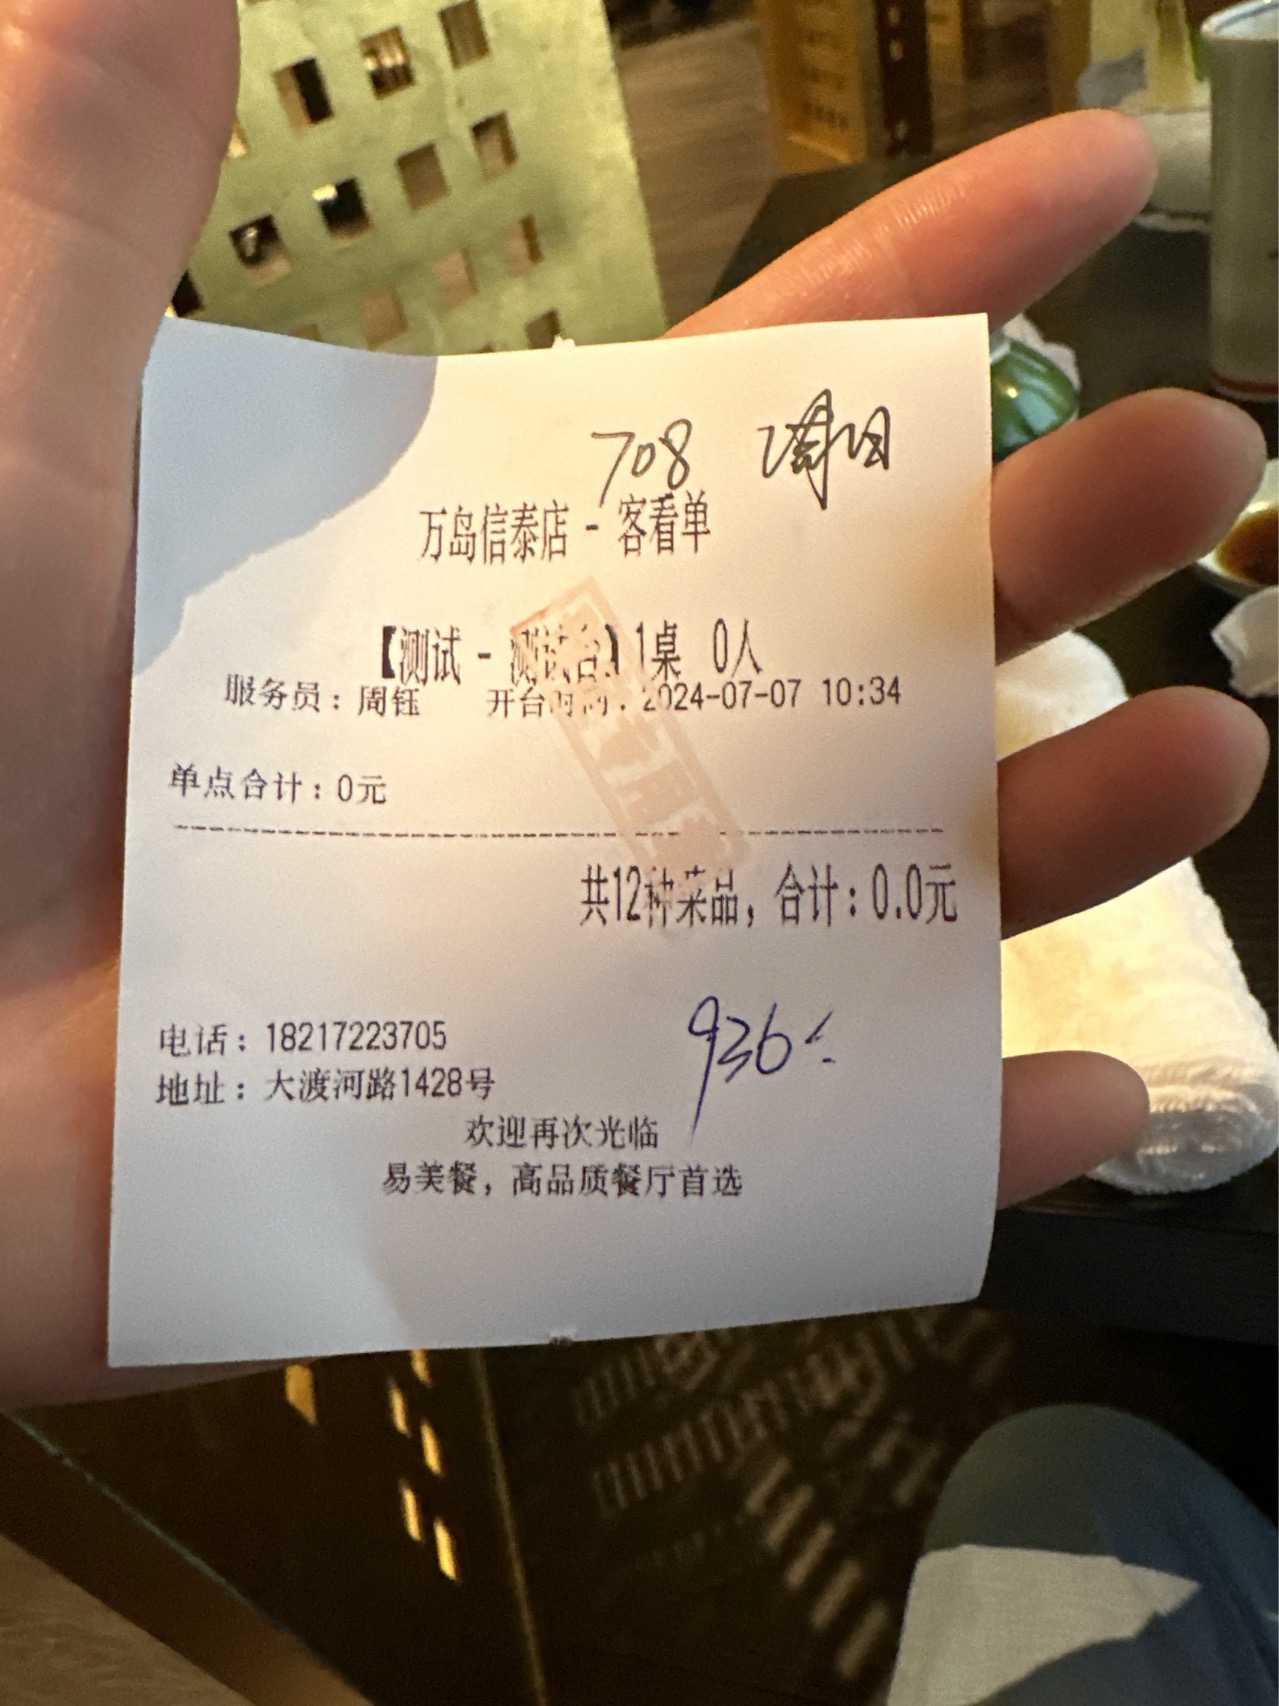 708
万岛信泰店 - 客看单
【测试 - 测试台】1桌 0人
服务员：周钰 开台时间：2024-07-07 10:34
单点合计：0元
共12种菜品，合计：0.0元
936
电话：18217223705
地址：大渡河路1428号
欢迎再次光临
易美餐，高品质餐厅首选